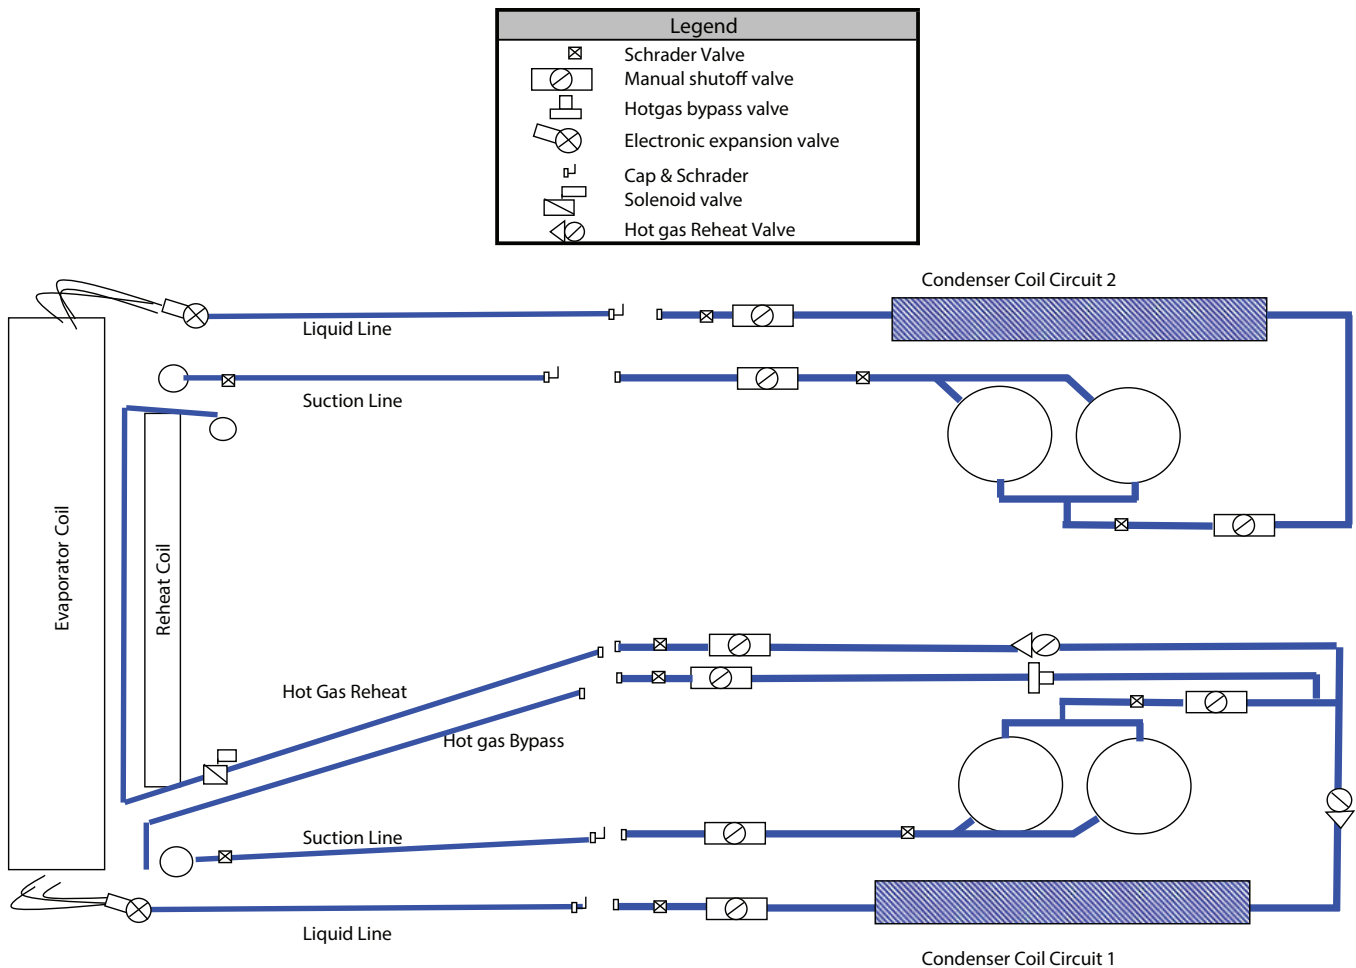 Legend
Schrader Valve
Manual shutoff valve
Hotgas bypass valve
Electronic expansion valve
Cap & Schrader
Solenoid valve
Hot gas Reheat Valve
Condenser Coil Circuit 2
Liquid Line
Suction Line
Evaporator Coil
Reheat Coil
Hot Gas Reheat
Hot gas Bypass
Suction Line
Liquid Line
Condenser Coil Circuit 1